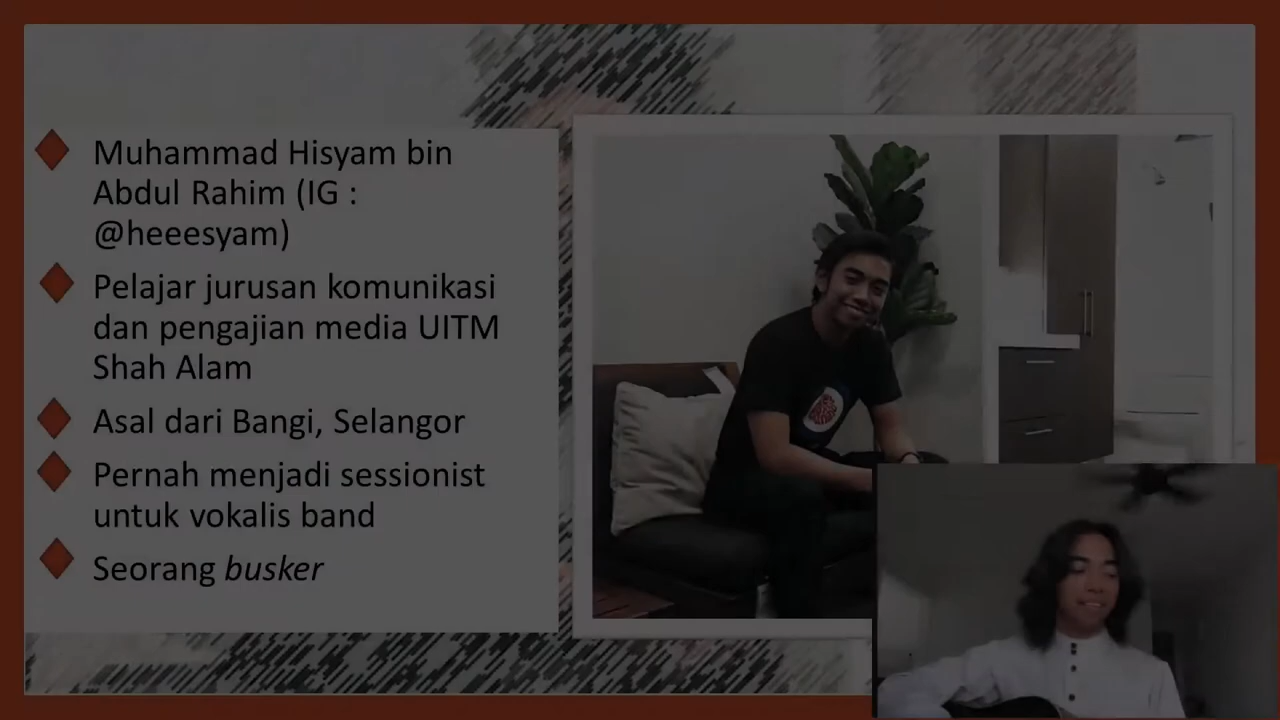 Muhammad Hisyam bin
Abdul Rahim (IG :
@heeesyam)
Pelajar jurusan komunikasi
dan pengajian media UITM
Shah Alam
Asal dari Bangi, Selangor
Pernah menjadi sessionist
untuk vokalis band
Seorang busker